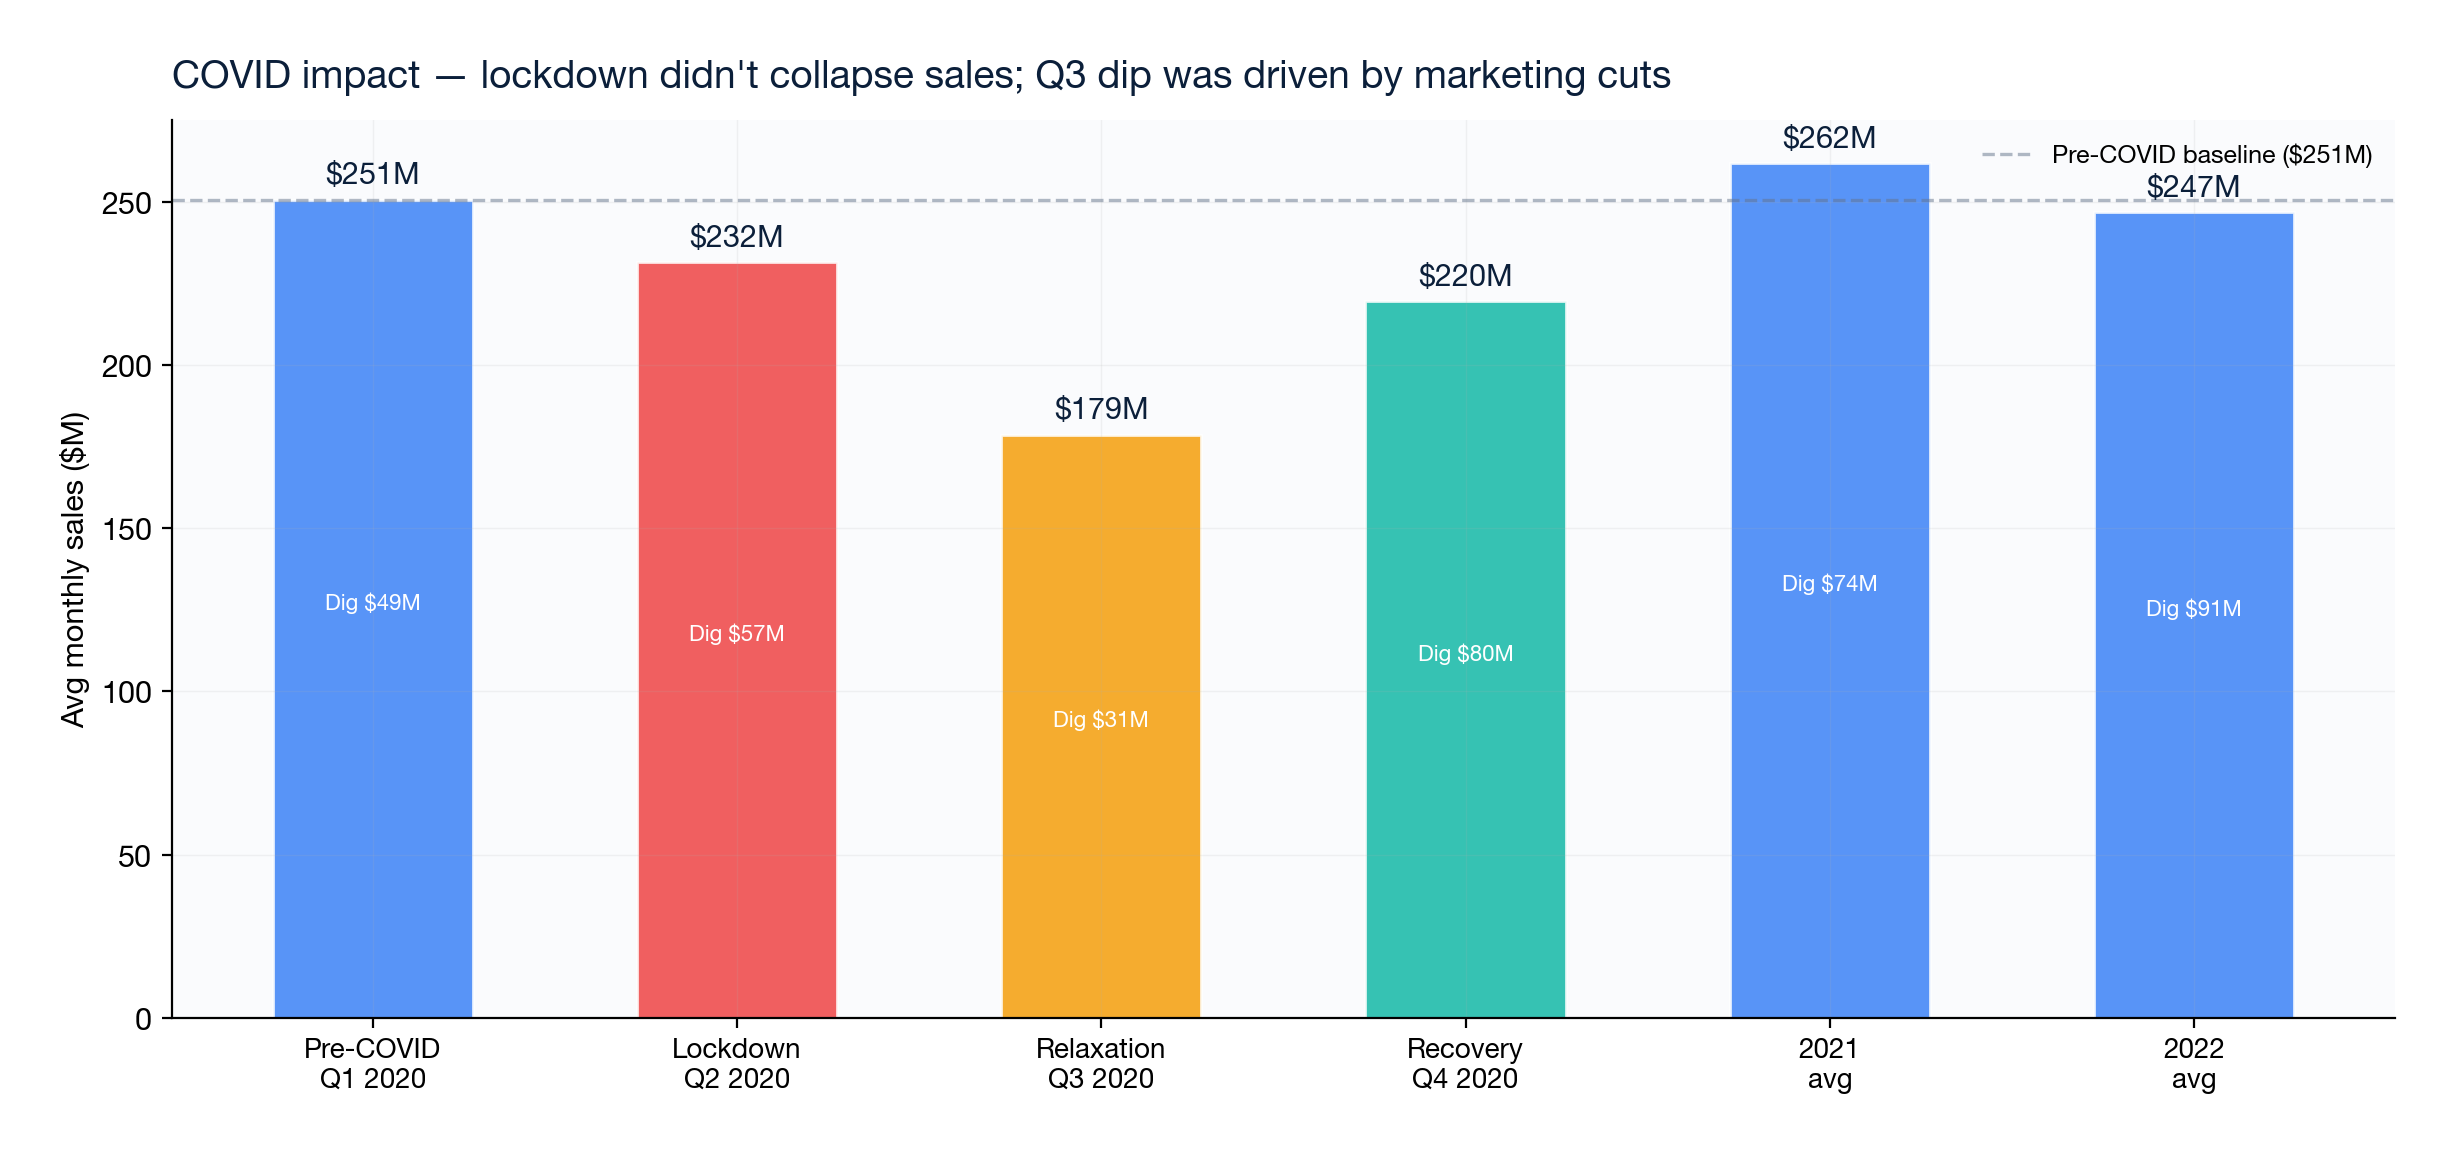 COVID impact — lockdown didn't collapse sales; Q3 dip was driven by marketing cuts
Pre-COVID baseline ($251M)
Avg monthly sales ($M)
250
200
150
100
50
0
$251M
$232M
$179M
$220M
$262M
$247M
Dig $49M
Dig $57M
Dig $31M
Dig $80M
Dig $74M
Dig $91M
Pre-COVID
Q1 2020
Lockdown
Q2 2020
Relaxation
Q3 2020
Recovery
Q4 2020
2021
avg
2022
avg